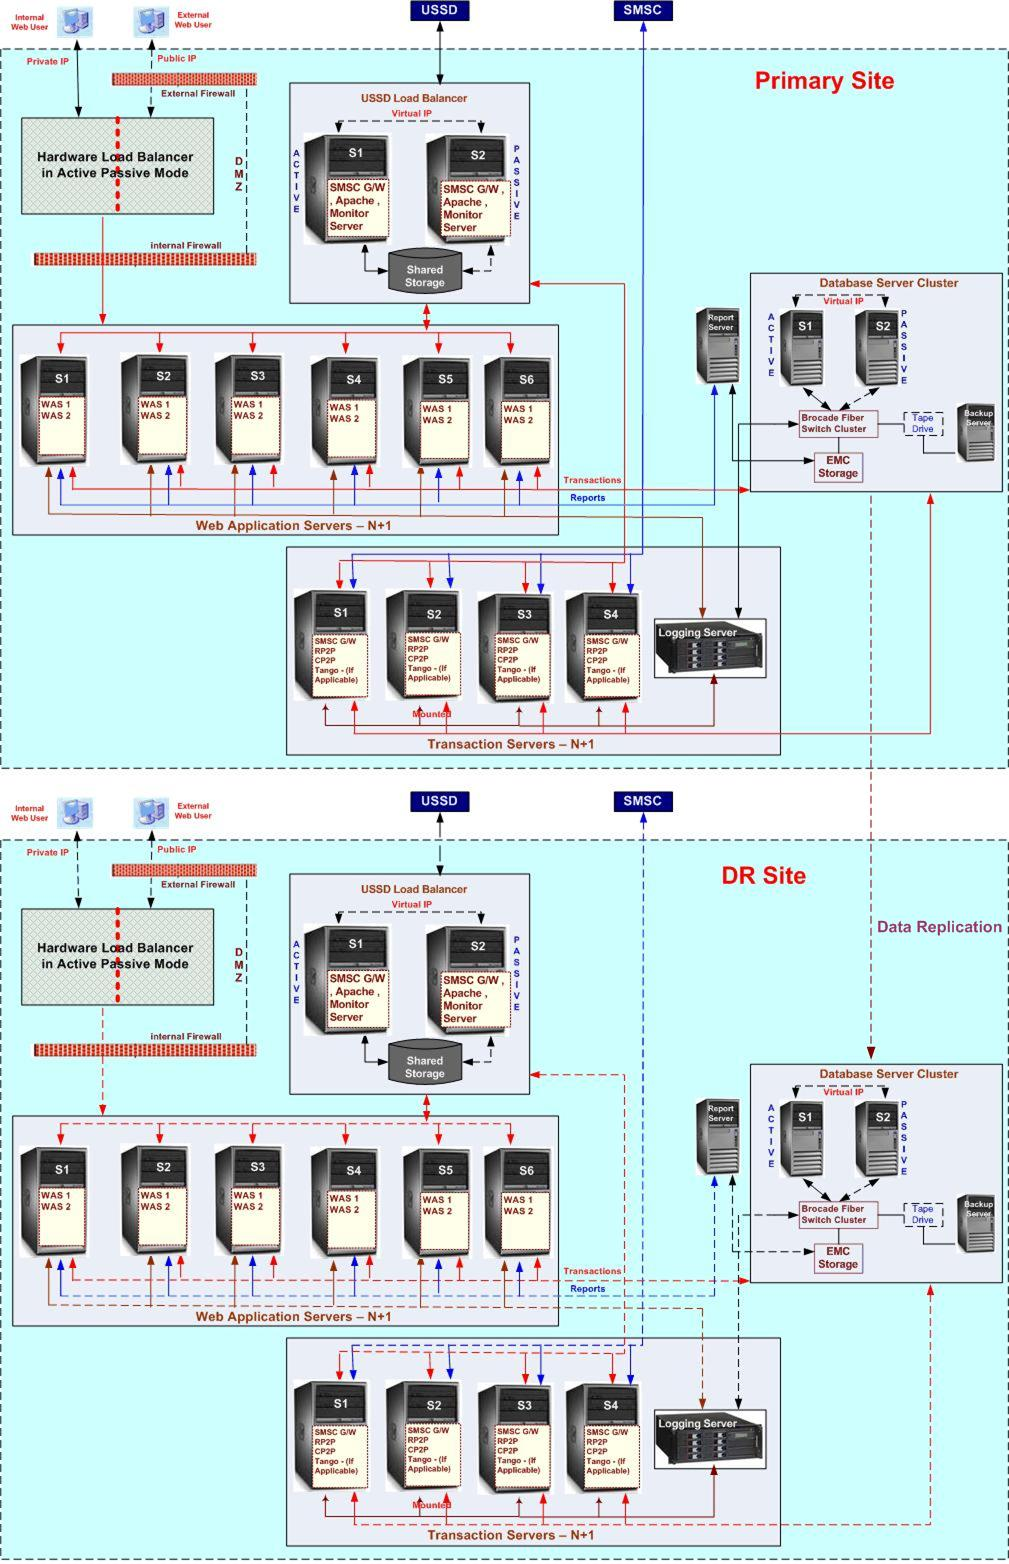 Internal
Web User
External
Web User
USSD
SMSC
Private IP
Public IP
External Firewall
Primary Site
Hardware Load Balancer
in Active Passive Mode
DMZ
internal Firewall
USSD Load Balancer
Virtual IP
ACTIVE
S1
SMSC G/W
, Apache ,
Monitor
Server
S2
SMSC G/W ,
Apache ,
Monitor
Server
PASSIVE
Shared
Storage
Database Server Cluster
Virtual IP
Report
Server
ACTIVE
S1
S2
PASSIVE
Brocade Fiber
Switch Cluster
Tape
Drive
Backup
Server
EMC
Storage
S1
WAS 1
WAS 2
S2
WAS 1
WAS 2
S3
WAS 1
WAS 2
S4
WAS 1
WAS 2
S5
WAS 1
WAS 2
S6
WAS 1
WAS 2
Transactions
Reports
Web Application Servers – N+1
S1
SMSC G/W
RP2P
CP2P
Tango - (If
Applicable)
S2
SMSC G/W
RP2P
CP2P
Tango - (If
Applicable)
S3
SMSC G/W
RP2P
CP2P
Tango - (If
Applicable)
S4
SMSC G/W
RP2P
CP2P
Tango - (If
Applicable)
Logging Server
Mounted
Transaction Servers – N+1
Internal
Web User
External
Web User
USSD
SMSC
Private IP
Public IP
External Firewall
DR Site
Data Replication
Hardware Load Balancer
in Active Passive Mode
DMZ
internal Firewall
USSD Load Balancer
Virtual IP
ACTIVE
S1
SMSC G/W
, Apache ,
Monitor
Server
S2
SMSC G/W ,
Apache ,
Monitor
Server
PASSIVE
Shared
Storage
Database Server Cluster
Virtual IP
Report
Server
ACTIVE
S1
S2
PASSIVE
Brocade Fiber
Switch Cluster
Tape
Drive
Backup
Server
EMC
Storage
S1
WAS 1
WAS 2
S2
WAS 1
WAS 2
S3
WAS 1
WAS 2
S4
WAS 1
WAS 2
S5
WAS 1
WAS 2
S6
WAS 1
WAS 2
Transactions
Reports
Web Application Servers – N+1
S1
SMSC G/W
RP2P
CP2P
Tango - (If
Applicable)
S2
SMSC G/W
RP2P
CP2P
Tango - (If
Applicable)
S3
SMSC G/W
RP2P
CP2P
Tango - (If
Applicable)
S4
SMSC G/W
RP2P
CP2P
Tango - (If
Applicable)
Logging Server
Mounted
Transaction Servers – N+1